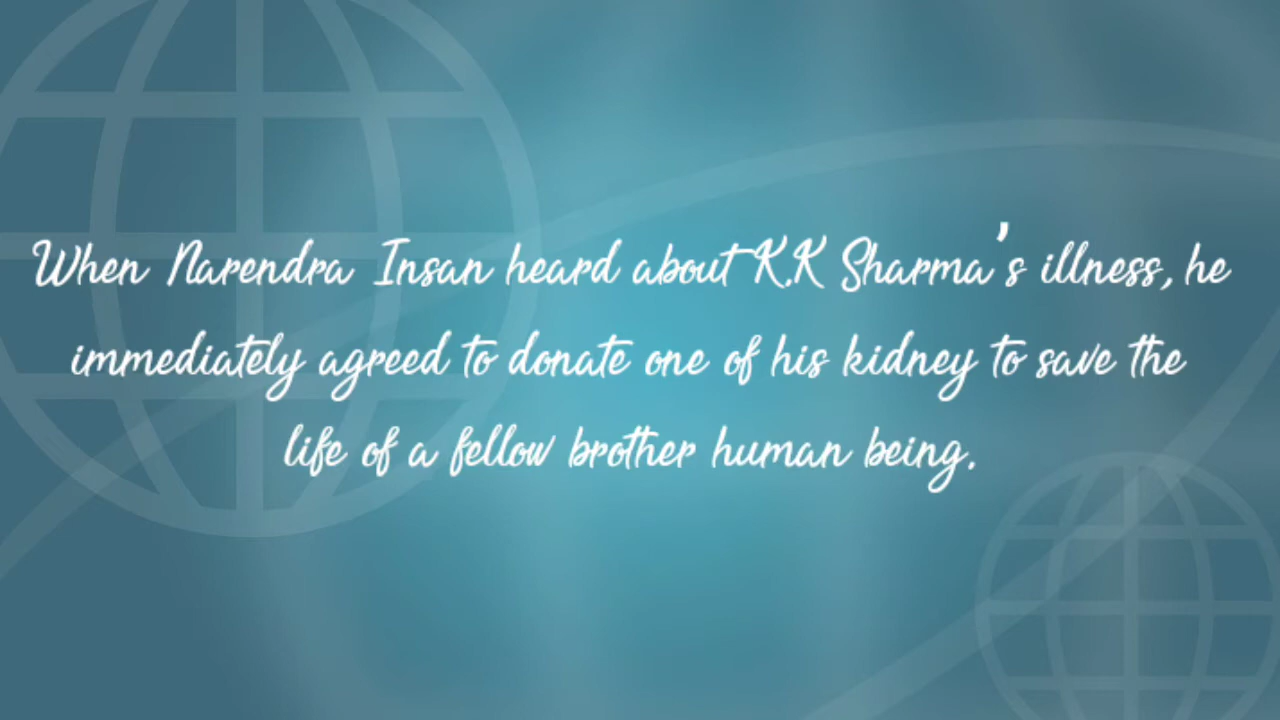 When Narendra Insan heard about K.K Sharma's illness, he
immediately agreed to donate one of his kidney to save the
life of a fellow brother human being.